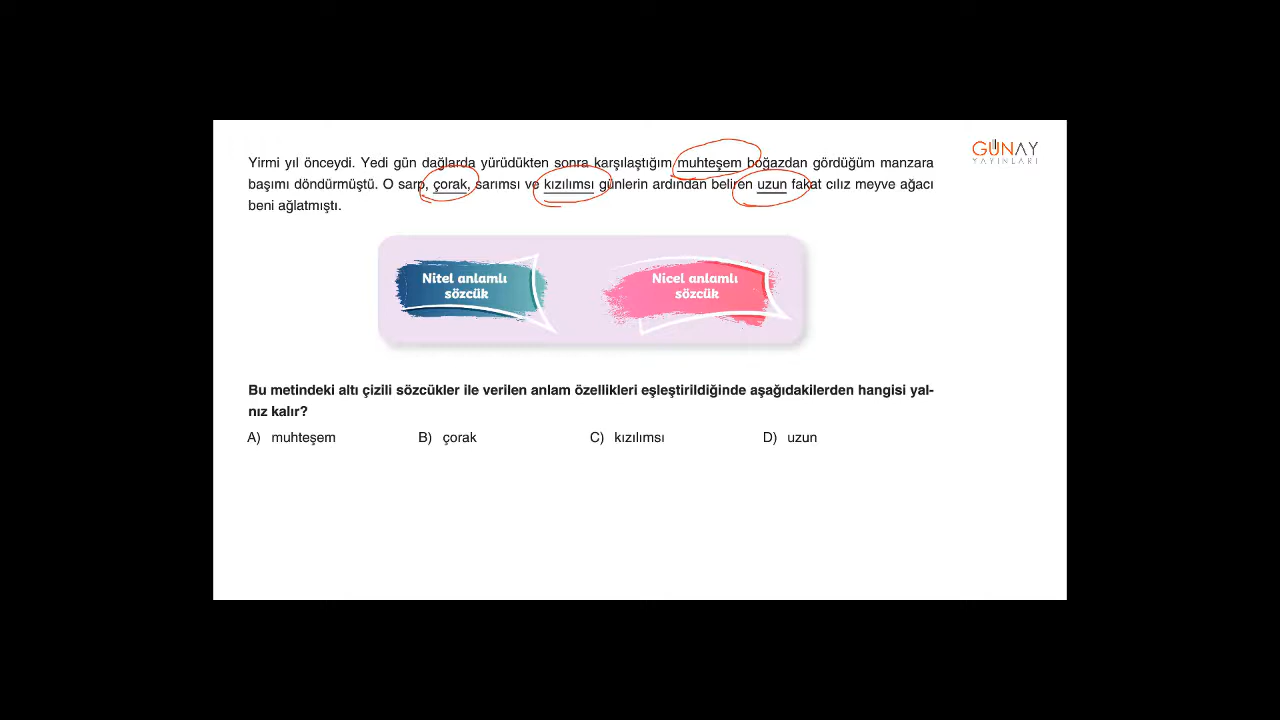 GÜNAY
YAYINLARI
Yirmi yıl önceydi. Yedi gün dağlarda yürüdükten sonra karşılaştığım muhteşem boğazdan gördüğüm manzara
başımı döndürmüştü. O sarp, çorak, sarımsı ve kızılımsı günlerin ardından beliren uzun fakat cılız meyve ağacı
beni ağlatmıştı.
Nitel anlamlı
sözcük
Nicel anlamlı
sözcük
Bu metindeki altı çizili sözcükler ile verilen anlam özellikleri eşleştirildiğinde aşağıdakilerden hangisi yal-
nız kalır?
A) muhteşem B) çorak C) kızılımsı D) uzun